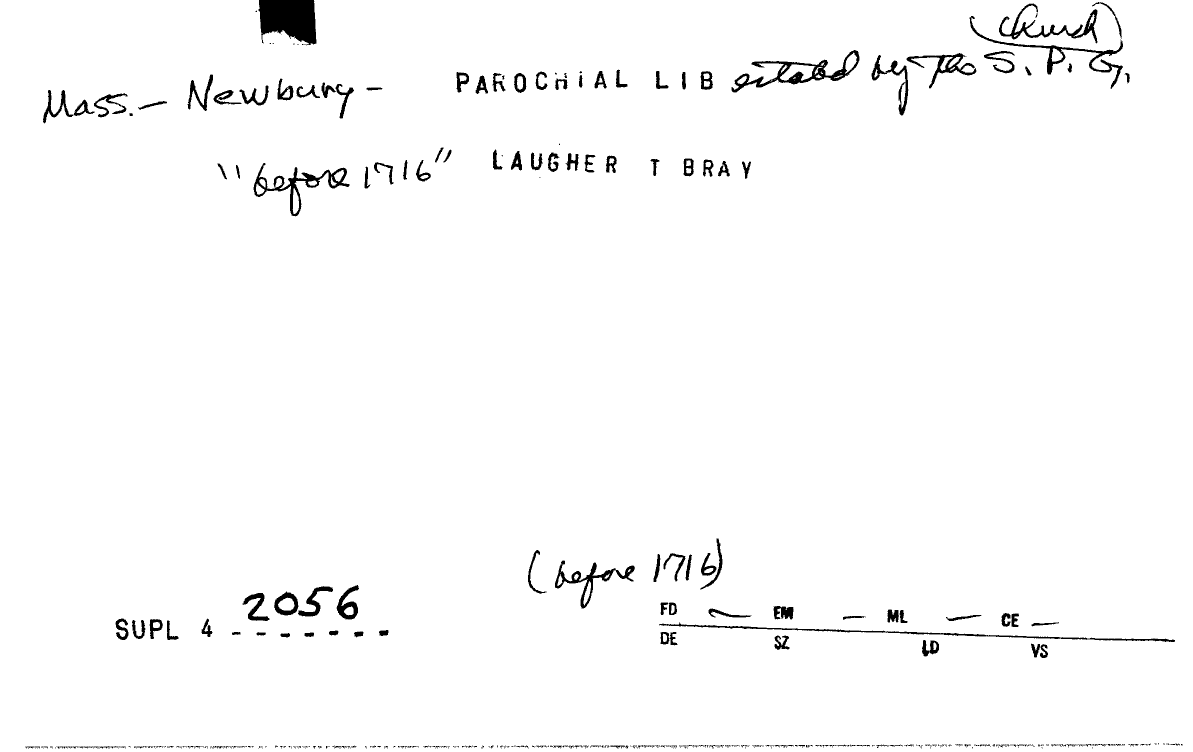 church
Mass. — Newbury — PAROCHIAL LIB estabd by the S. P. G.
"before 1716" LAUGHER T BRAY
(before 1716)
SUPL 4 2056
FD — EM — ML — CE —
DE SZ LD VS